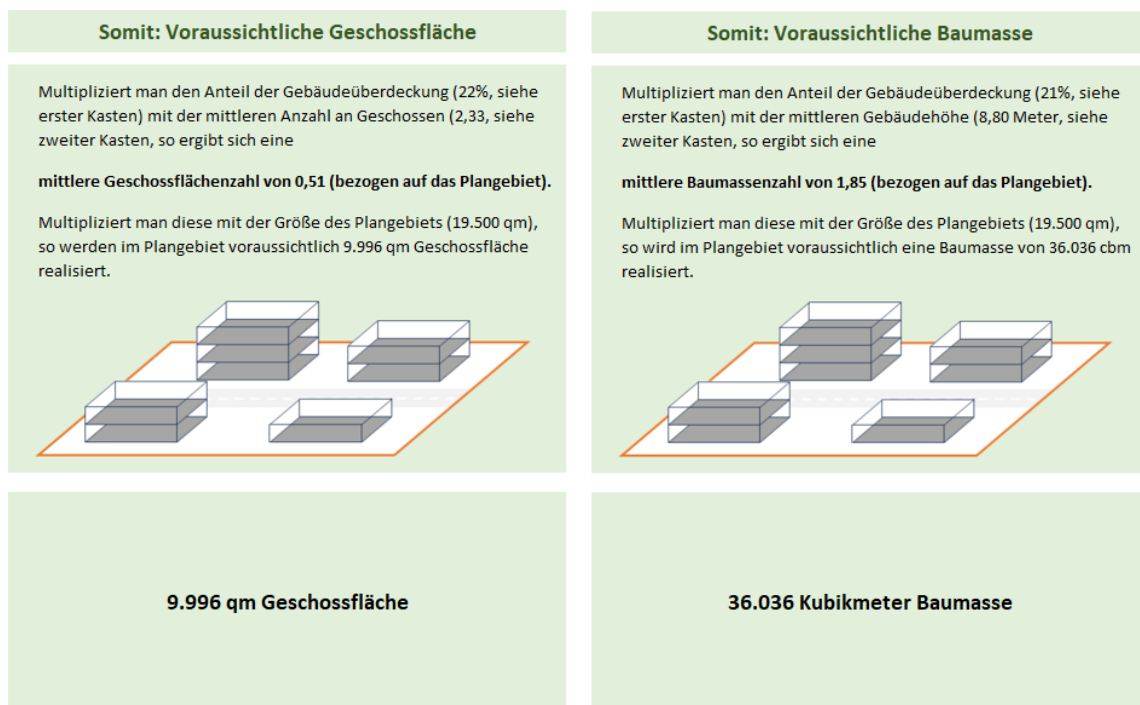 Somit: Voraussichtliche Geschossfläche
Multipliziert man den Anteil der Gebäudeüberdeckung (22%, siehe
erster Kasten) mit der mittleren Anzahl an Geschossen (2,33, siehe
zweiter Kasten, so ergibt sich eine
mittlere Geschossflächenzahl von 0,51 (bezogen auf das Plangebiet).
Multipliziert man diese mit der Größe des Plangebiets (19.500 qm),
so werden im Plangebiet voraussichtlich 9.996 qm Geschossfläche
realisiert.
9.996 qm Geschossfläche
Somit: Voraussichtliche Baumasse
Multipliziert man den Anteil der Gebäudeüberdeckung (21%, siehe
erster Kasten) mit der mittleren Gebäudehöhe (8,80 Meter, siehe
zweiter Kasten, so ergibt sich eine
mittlere Baumassenzahl von 1,85 (bezogen auf das Plangebiet).
Multipliziert man diese mit der Größe des Plangebiets (19.500 qm),
so wird im Plangebiet voraussichtlich eine Baumasse von 36.036 cbm
realisiert.
36.036 Kubikmeter Baumasse